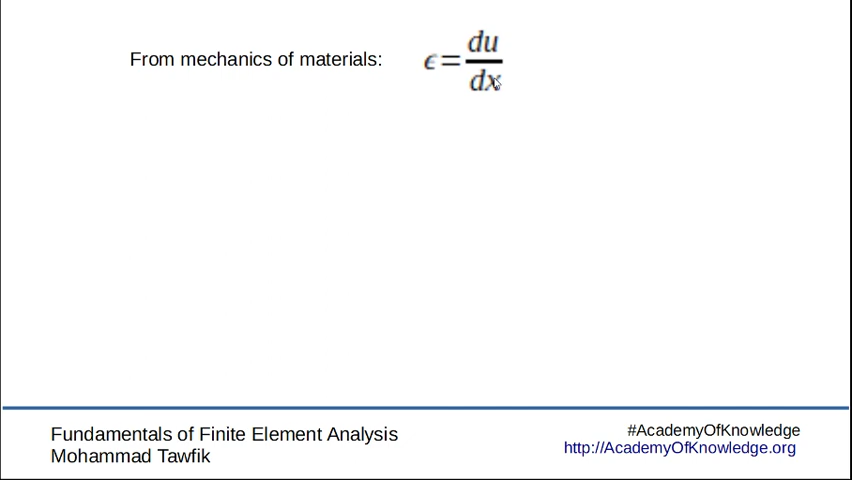 From mechanics of materials: ϵ = du/dx
Fundamentals of Finite Element Analysis
Mohammad Tawfik
#AcademyOfKnowledge
http://AcademyOfKnowledge.org